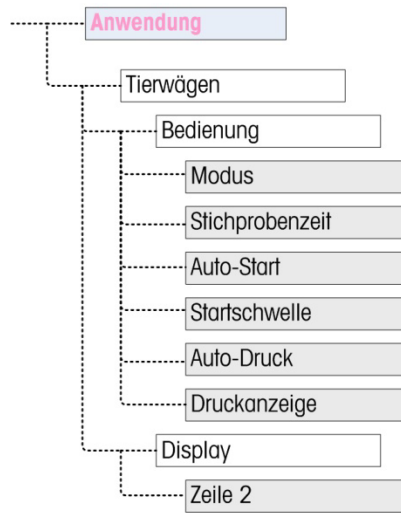 Anwendung
Tierwägen
Bedienung
Modus
Stichprobenzeit
Auto-Start
Startschwelle
Auto-Druck
Druckanzeige
Display
Zeile 2